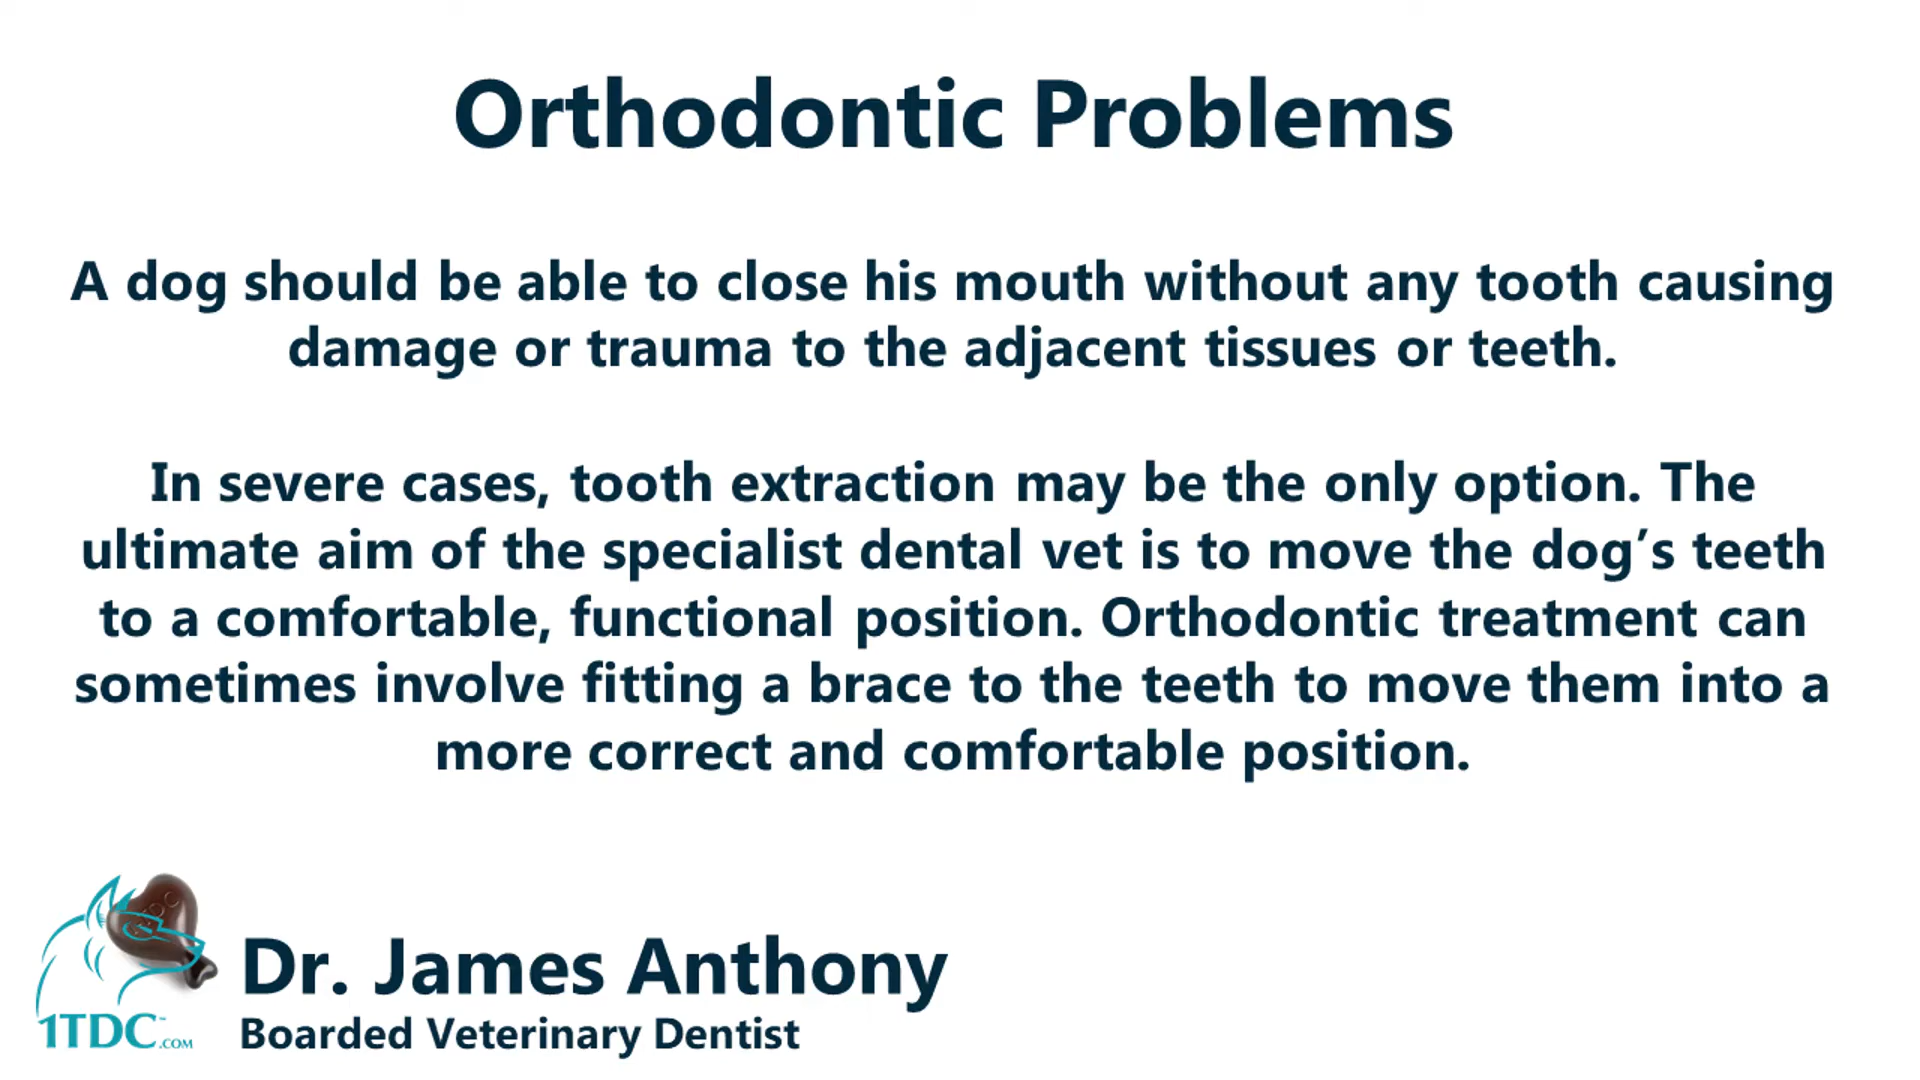 Orthodontic Problems
A dog should be able to close his mouth without any tooth causing
damage or trauma to the adjacent tissues or teeth.
In severe cases, tooth extraction may be the only option. The
ultimate aim of the specialist dental vet is to move the dog’s teeth
to a comfortable, functional position. Orthodontic treatment can
sometimes involve fitting a brace to the teeth to move them into a
more correct and comfortable position.
1TDC
1TDC™.COM
Dr. James Anthony
Boarded Veterinary Dentist